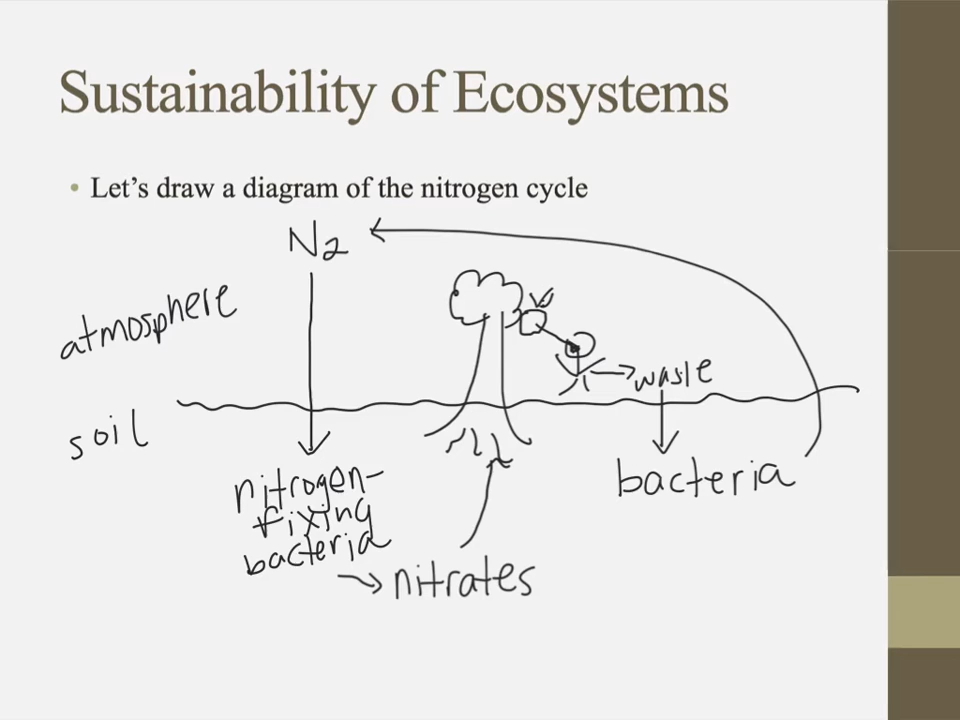 Sustainability of Ecosystems
• Let's draw a diagram of the nitrogen cycle
N2
atmosphere
waste
soil
nitrogen-
fixing
bacteria
bacteria
→ nitrates